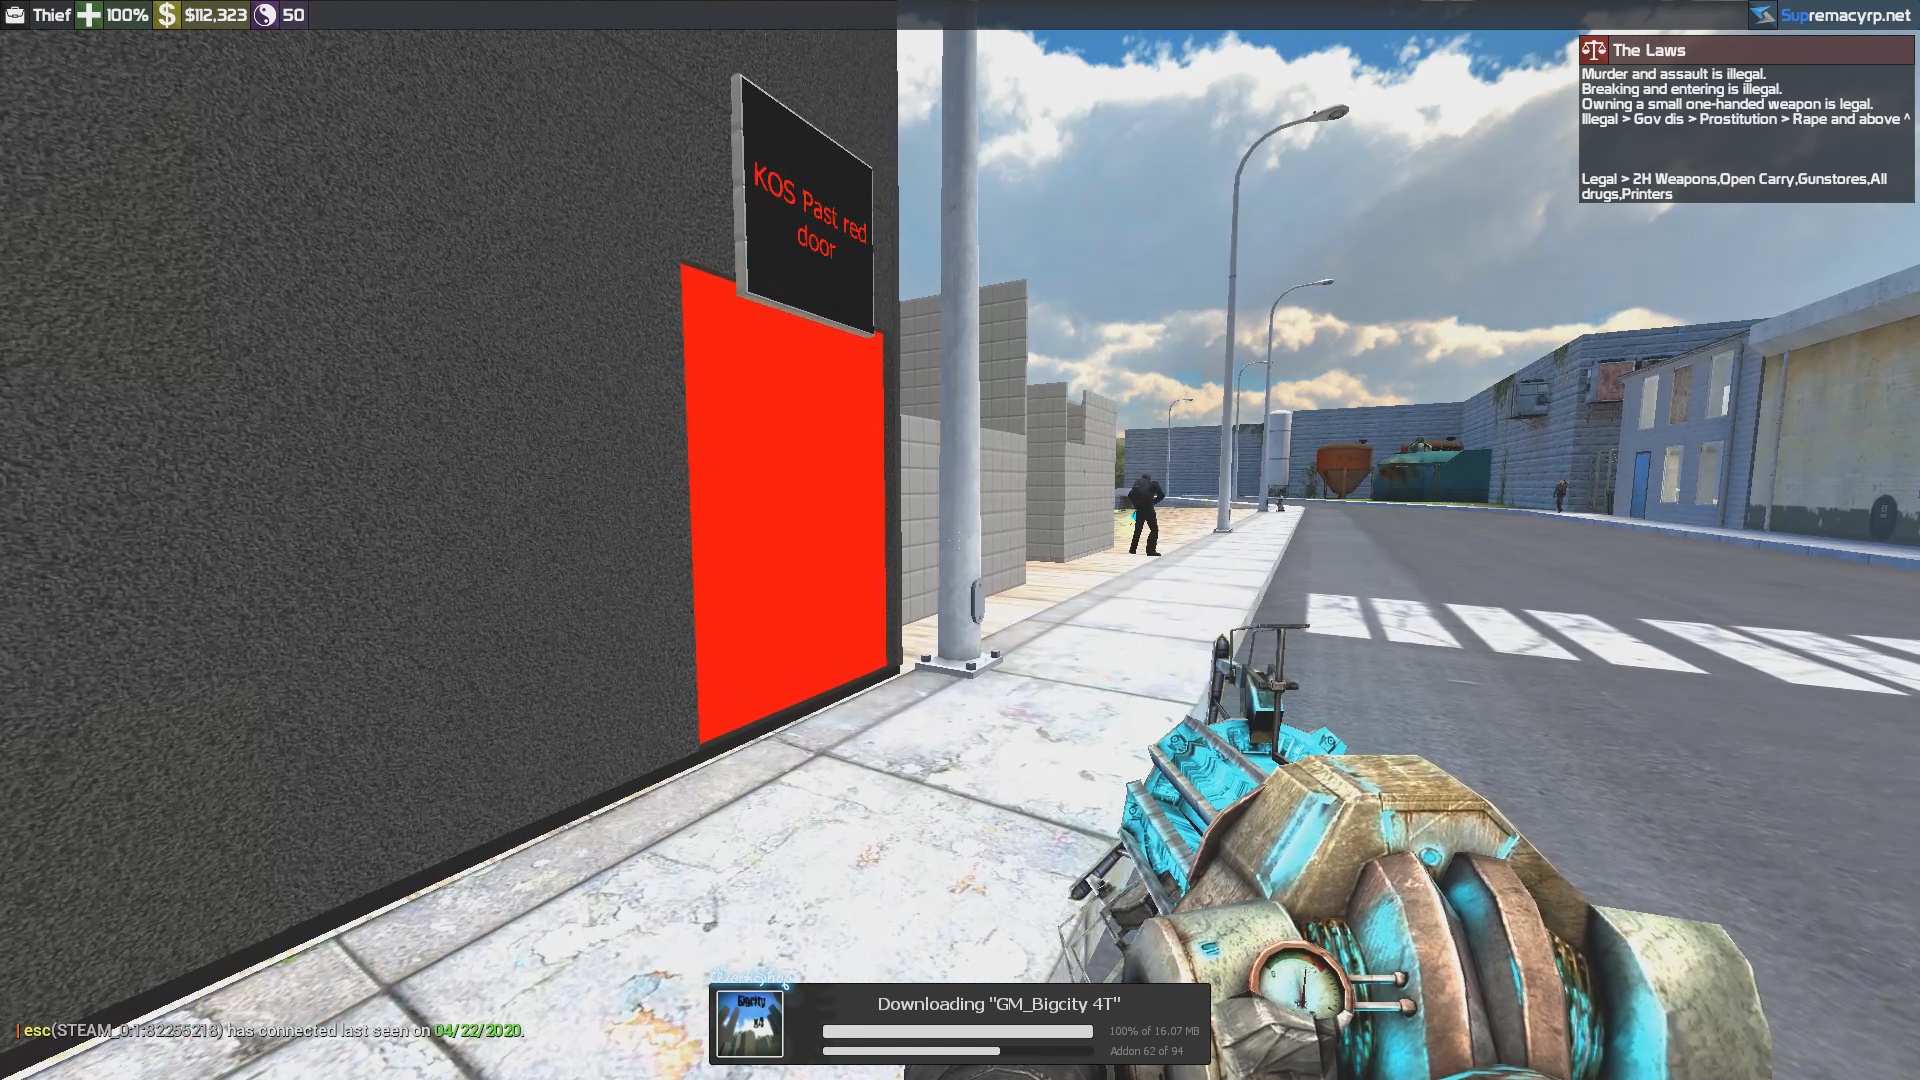 Thief 100% $ $112,323 50
Supremacyrp.net
The Laws
Murder and assault is illegal.
Breaking and entering is illegal.
Owning a small one-handed weapon is legal.
Illegal > Gov dis > Prostitution > Rape and above ^
Legal > 2H Weapons,Open Carry,Gunstores,All
drugs,Printers
KOS Past red
door
WorkShop
Bigcity
x4
Downloading "GM_Bigcity 4T"
100% of 16.07 MB
Addon 62 of 94
| esc(STEAM_0:1:82255218) has connected last seen on 04/22/2020.